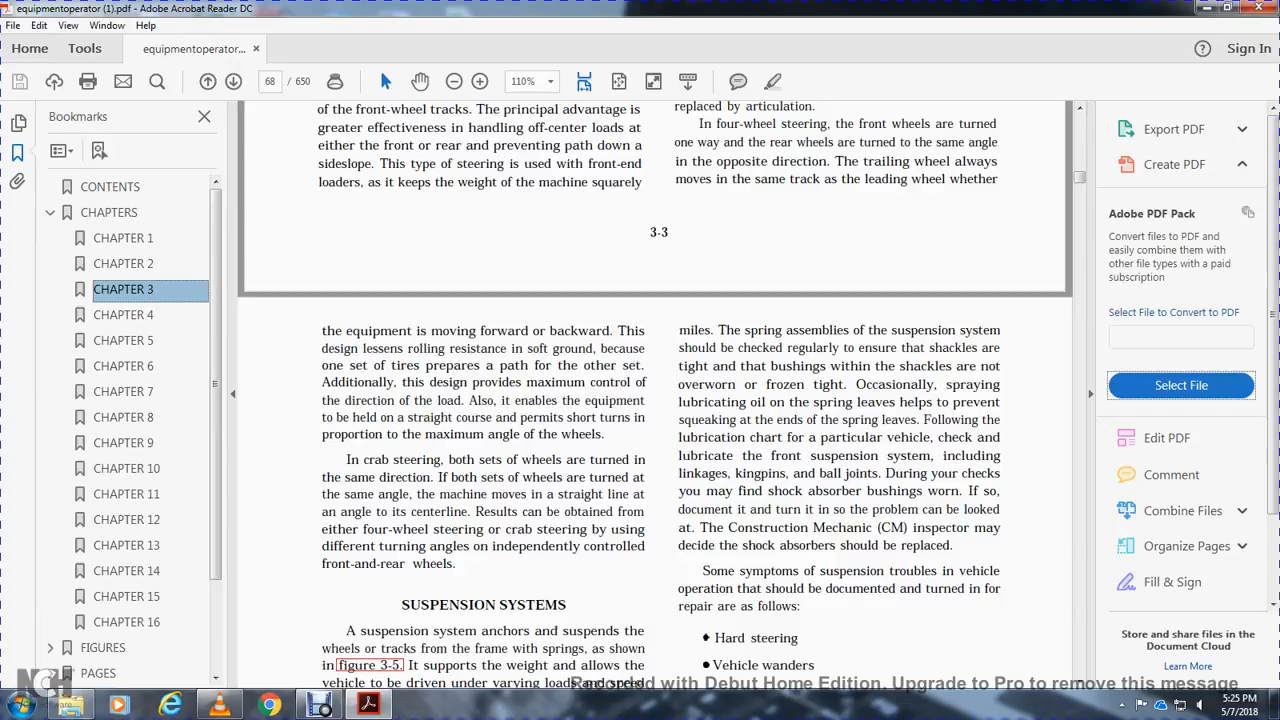 equipmentoperator (1).pdf - Adobe Acrobat Reader DC
File Edit View Window Help
Home Tools equipmentoperator... × Sign In
68 / 650 110%
Bookmarks
CONTENTS
CHAPTERS
CHAPTER 1
CHAPTER 2
CHAPTER 3
CHAPTER 4
CHAPTER 5
CHAPTER 6
CHAPTER 7
CHAPTER 8
CHAPTER 9
CHAPTER 10
CHAPTER 11
CHAPTER 12
CHAPTER 13
CHAPTER 14
CHAPTER 15
CHAPTER 16
FIGURES
PAGES
of the front-wheel tracks. The principal advantage is
greater effectiveness in handling off-center loads at
either the front or rear and preventing path down a
sideslope. This type of steering is used with front-end
loaders, as it keeps the weight of the machine squarely
replaced by articulation.
In four-wheel steering, the front wheels are turned
one way and the rear wheels are turned to the same angle
in the opposite direction. The trailing wheel always
moves in the same track as the leading wheel whether
3-3
the equipment is moving forward or backward. This
design lessens rolling resistance in soft ground, because
one set of tires prepares a path for the other set.
Additionally, this design provides maximum control of
the direction of the load. Also, it enables the equipment
to be held on a straight course and permits short turns in
proportion to the maximum angle of the wheels.
In crab steering, both sets of wheels are turned in
the same direction. If both sets of wheels are turned at
the same angle, the machine moves in a straight line at
an angle to its centerline. Results can be obtained from
either four-wheel steering or crab steering by using
different turning angles on independently controlled
front-and-rear wheels.
SUSPENSION SYSTEMS
A suspension system anchors and suspends the
wheels or tracks from the frame with springs, as shown
in figure 3-5. It supports the weight and allows the
vehicle to be driven under varying loads and speed
miles. The spring assemblies of the suspension system
should be checked regularly to ensure that shackles are
tight and that bushings within the shackles are not
overworn or frozen tight. Occasionally, spraying
lubricating oil on the spring leaves helps to prevent
squeaking at the ends of the spring leaves. Following the
lubrication chart for a particular vehicle, check and
lubricate the front suspension system, including
linkages, kingpins, and ball joints. During your checks
you may find shock absorber bushings worn. If so,
document it and turn it in so the problem can be looked
at. The Construction Mechanic (CM) inspector may
decide the shock absorbers should be replaced.
Some symptoms of suspension troubles in vehicle
operation that should be documented and turned in for
repair are as follows:
Hard steering
● Vehicle wanders
Export PDF
Create PDF
Adobe PDF Pack
Convert files to PDF and
easily combine them with
other file types with a paid
subscription
Select File to Convert to PDF
Select File
Edit PDF
Comment
Combine Files
Organize Pages
Fill & Sign
Store and share files in the
Document Cloud
Learn More
NCH Software
with Debut Home Edition. Upgrade to Pro to remove this message
5:25 PM
5/7/2018